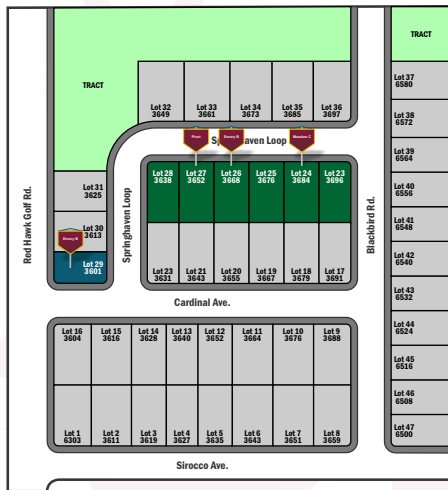 TRACT
TRACT
Lot 37
6580
Lot 32
3649
Lot 33
3661
Lot 34
3673
Lot 35
3685
Lot 36
3697
Lot 38
6572
Springhaven Loop
Pinot
Emory B
Meadow C
Lot 39
6564
Lot 31
3625
Lot 28
3638
Lot 27
3652
Lot 26
3668
Lot 25
3676
Lot 24
3684
Lot 23
3696
Lot 40
6556
Red Hawk Golf Rd.
Springhaven Loop
Blackbird Rd.
Lot 30
3613
Emory B
Lot 41
6548
Lot 29
3601
Lot 23
3631
Lot 21
3643
Lot 20
3655
Lot 19
3667
Lot 18
3679
Lot 17
3691
Lot 42
6540
Lot 43
6532
Cardinal Ave.
Lot 16
3604
Lot 15
3616
Lot 14
3628
Lot 13
3640
Lot 12
3652
Lot 11
3664
Lot 10
3676
Lot 9
3688
Lot 44
6524
Lot 45
6516
Lot 46
6508
Lot 1
6303
Lot 2
3611
Lot 3
3619
Lot 4
3627
Lot 5
3635
Lot 6
3643
Lot 7
3651
Lot 8
3659
Lot 47
6500
Sirocco Ave.